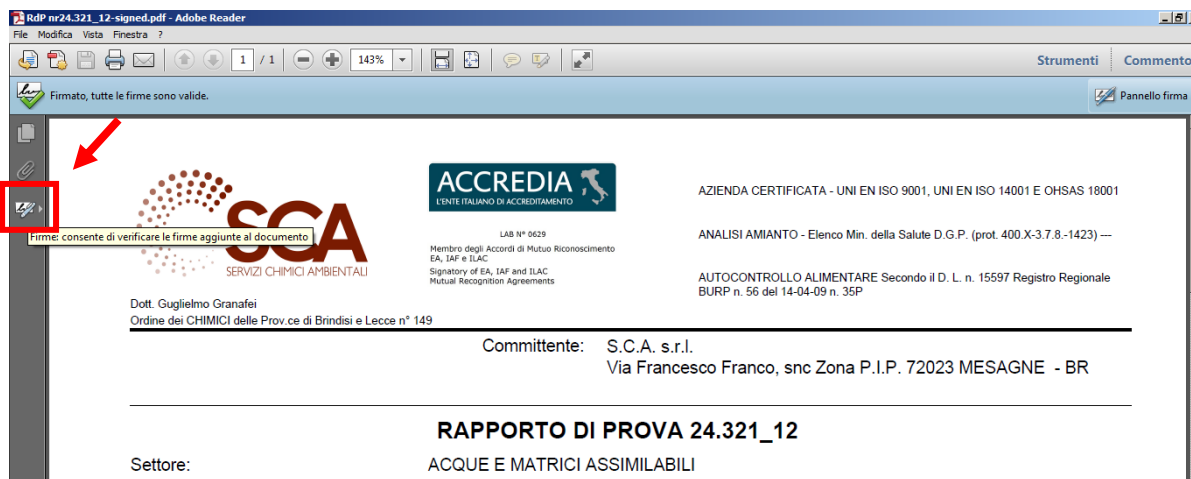 RdP nr24.321_12-signed.pdf - Adobe Reader
File Modifica Vista Finestra ?
1 / 1 143% Strumenti Commento
Firmato, tutte le firme sono valide. Pannello firma
SCA
SERVIZI CHIMICI AMBIENTALI
Firme: consente di verificare le firme aggiunte al documento
Dott. Guglielmo Granafei
Ordine dei CHIMICI delle Prov.ce di Brindisi e Lecce n° 149
ACCREDIA
L'ENTE ITALIANO DI ACCREDITAMENTO
LAB N° 0629
Membro degli Accordi di Mutuo Riconoscimento
EA, IAF e ILAC
Signatory of EA, IAF and ILAC
Mutual Recognition Agreements
AZIENDA CERTIFICATA - UNI EN ISO 9001, UNI EN ISO 14001 E OHSAS 18001
ANALISI AMIANTO - Elenco Min. della Salute D.G.P. (prot. 400.X-3.7.8.-1423) ---
AUTOCONTROLLO ALIMENTARE Secondo il D. L. n. 15597 Registro Regionale
BURP n. 56 del 14-04-09 n. 35P
Committente: S.C.A. s.r.l.
Via Francesco Franco, snc Zona P.I.P. 72023 MESAGNE - BR
RAPPORTO DI PROVA 24.321_12
Settore: ACQUE E MATRICI ASSIMILABILI